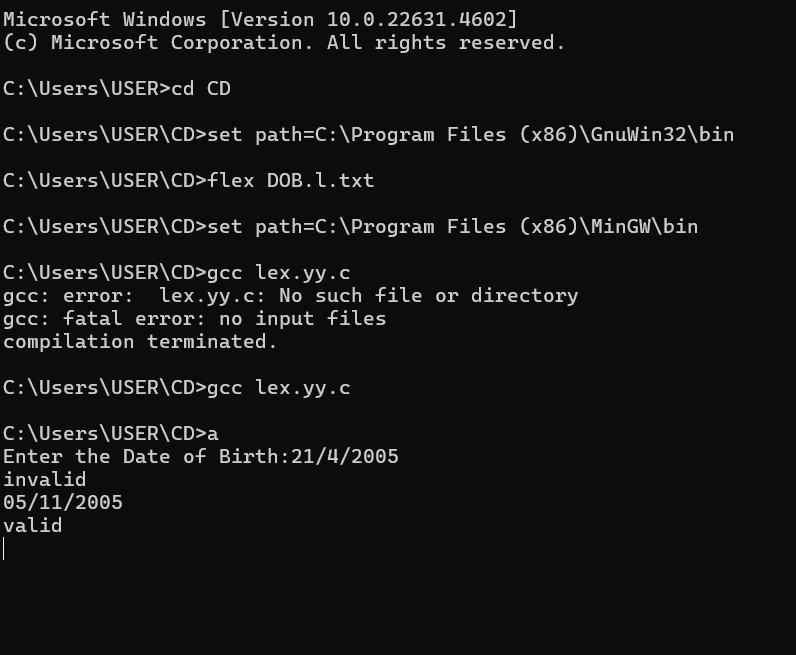 Microsoft Windows [Version 10.0.22631.4602]
(c) Microsoft Corporation. All rights reserved.
C:\Users\USER>cd CD
C:\Users\USER\CD>set path=C:\Program Files (x86)\GnuWin32\bin
C:\Users\USER\CD>flex DOB.l.txt
C:\Users\USER\CD>set path=C:\Program Files (x86)\MinGW\bin
C:\Users\USER\CD>gcc lex.yy.c
gcc: error:  lex.yy.c: No such file or directory
gcc: fatal error: no input files
compilation terminated.
C:\Users\USER\CD>gcc lex.yy.c
C:\Users\USER\CD>a
Enter the Date of Birth:21/4/2005
invalid
05/11/2005
valid